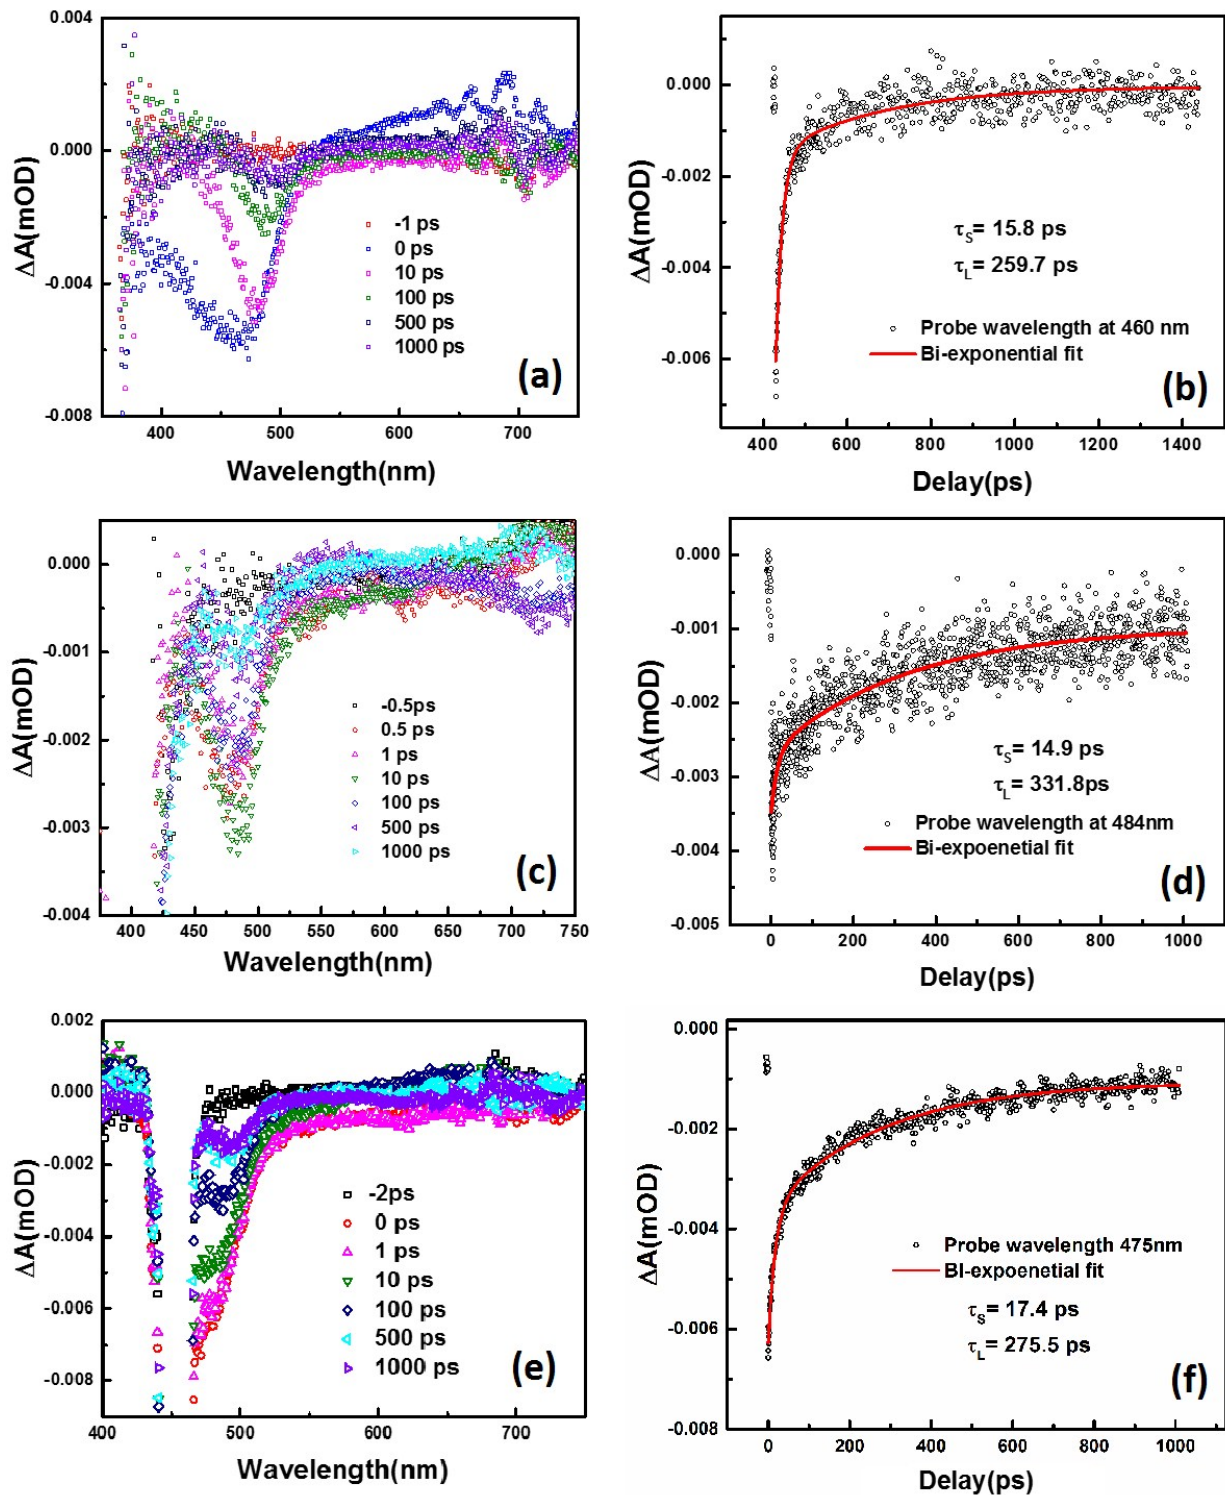 0.004
0.000
-0.004
-0.008
ΔA(mOD)
-1 ps
0 ps
10 ps
100 ps
500 ps
1000 ps
(a)
400 500 600 700
Wavelength(nm)
0.000
-0.002
-0.004
-0.006
ΔA(mOD)
τS= 15.8 ps
τL= 259.7 ps
Probe wavelength at 460 nm
Bi-exponential fit
(b)
400 600 800 1000 1200 1400
Delay(ps)
0.000
-0.001
-0.002
-0.003
-0.004
ΔA(mOD)
-0.5ps
0.5 ps
1 ps
10 ps
100 ps
500 ps
1000 ps
(c)
400 450 500 550 600 650 700 750
Wavelength(nm)
0.000
-0.001
-0.002
-0.003
-0.004
-0.005
ΔA(mOD)
τS= 14.9 ps
τL= 331.8ps
Probe wavelength at 484nm
Bi-expoenetial fit
(d)
0 200 400 600 800 1000
Delay(ps)
0.002
0.000
-0.002
-0.004
-0.006
-0.008
ΔA(mOD)
-2ps
0 ps
1 ps
10 ps
100 ps
500 ps
1000 ps
(e)
400 500 600 700
Wavelength(nm)
0.000
-0.002
-0.004
-0.006
-0.008
ΔA(mOD)
Probe wavelength 475nm
BI-expoenetial fit
τS = 17.4 ps
τL= 275.5 ps
(f)
0 200 400 600 800 1000
Delay(ps)